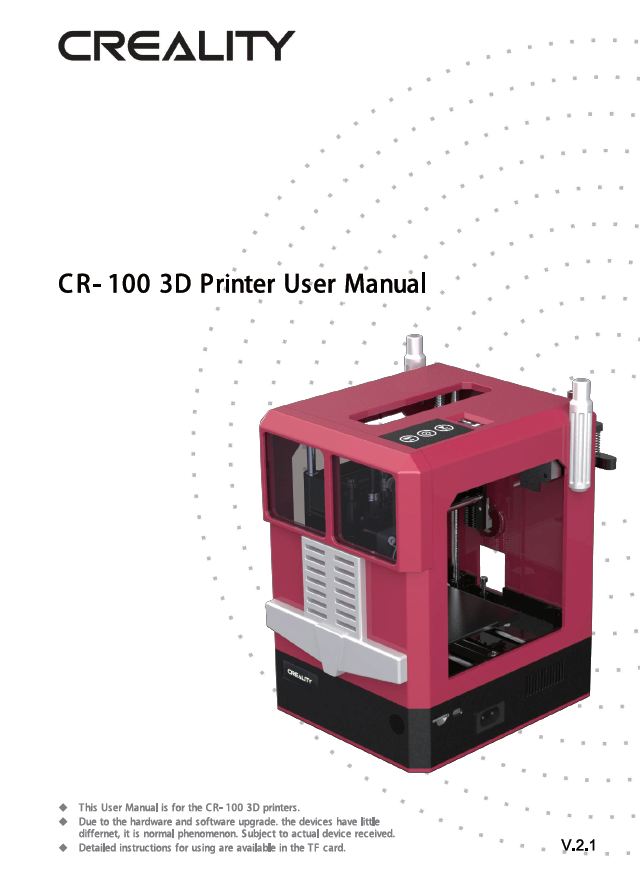 CREALITY
CR- 100 3D Printer User Manual
CREALITY
◆ This User Manual is for the CR- 100 3D printers.
◆ Due to the hardware and software upgrade. the devices have little
differnet, it is normal phenomenon. Subject to actual device received.
◆ Detailed instructions for using are available in the TF card.
V.2.1